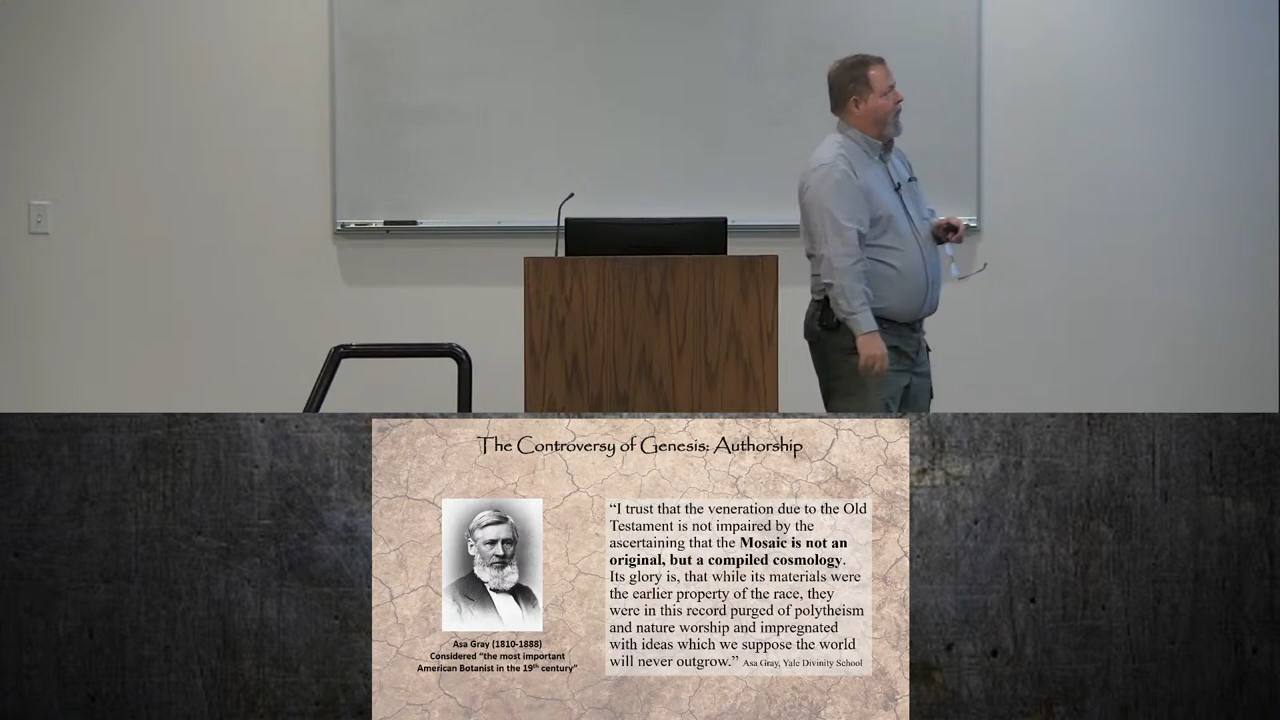 The Controversy of Genesis: Authorship
"I trust that the veneration due to the Old
Testament is not impaired by the
ascertaining that the Mosaic is not an
original, but a compiled cosmology.
Its glory is, that while its materials were
the earlier property of the race, they
were in this record purged of polytheism
and nature worship and impregnated
with ideas which we suppose the world
will never outgrow." Asa Gray, Yale Divinity School
Asa Gray (1810-1888)
Considered "the most important
American Botanist in the 19th century"